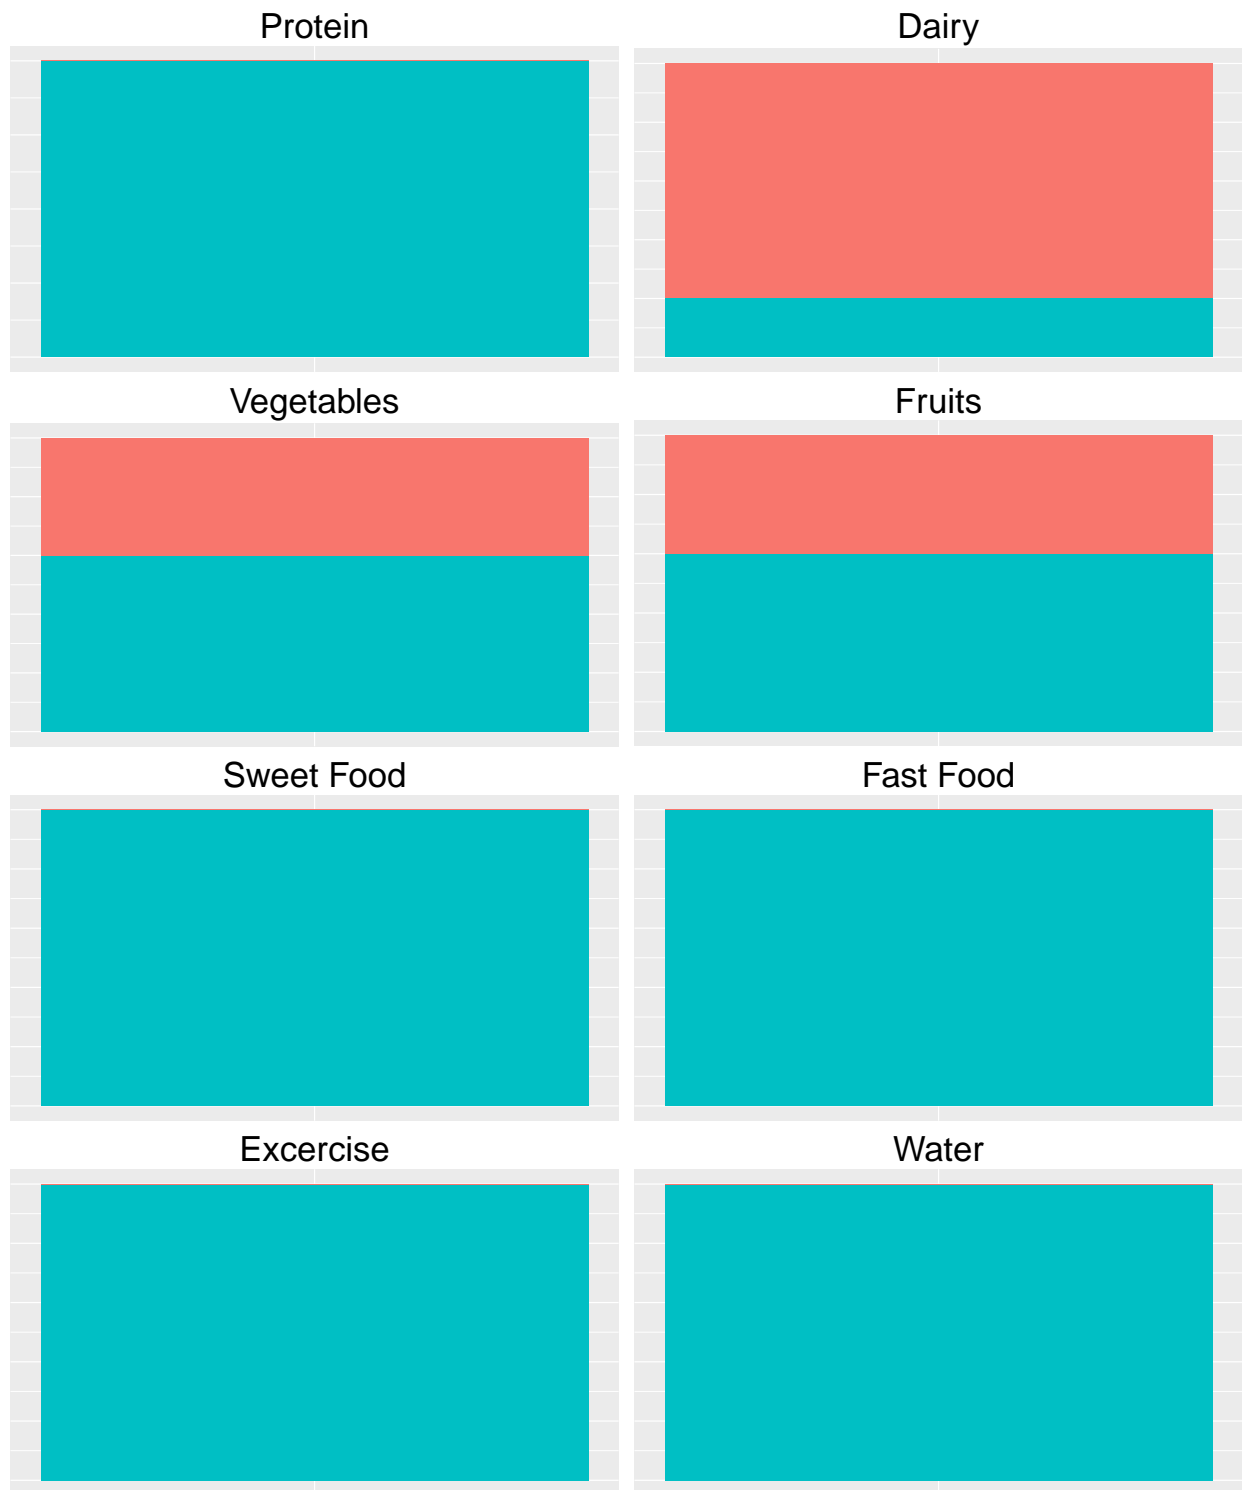 Protein
Dairy
Vegetables
Fruits
Sweet Food
Fast Food
Excercise
Water